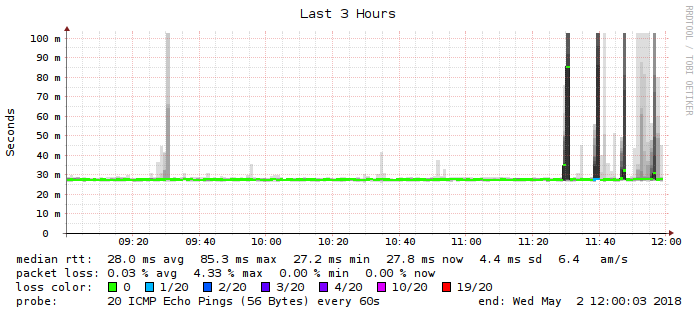 Last 3 Hours
RRDTOOL / TOBI OETIKER
Seconds
100 m
90 m
80 m
70 m
60 m
50 m
40 m
30 m
20 m
10 m
0
09:20 09:40 10:00 10:20 10:40 11:00 11:20 11:40 12:00
median rtt: 28.0 ms avg 85.3 ms max 27.2 ms min 27.8 ms now 4.4 ms sd 6.4 am/s
packet loss: 0.03 % avg 4.33 % max 0.00 % min 0.00 % now
loss color: 0 1/20 2/20 3/20 4/20 10/20 19/20
probe: 20 ICMP Echo Pings (56 Bytes) every 60s end: Wed May 2 12:00:03 2018